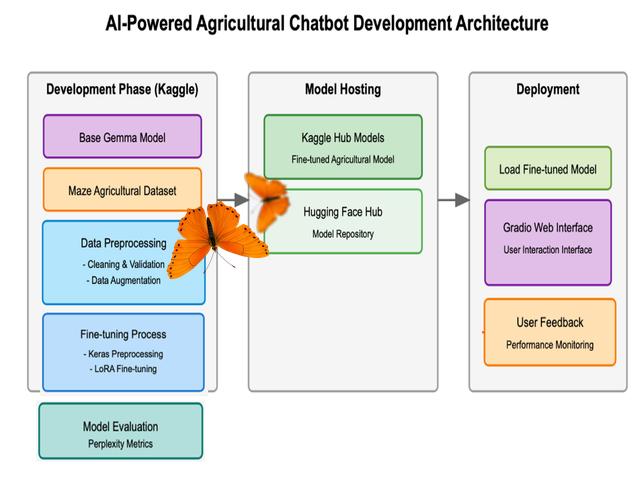 AI-Powered Agricultural Chatbot Development Architecture
Development Phase (Kaggle)
Base Gemma Model
Maze Agricultural Dataset
Data Preprocessing
- Cleaning & Validation
- Data Augmentation
Fine-tuning Process
- Keras Preprocessing
- LoRA Fine-tuning
Model Evaluation
Perplexity Metrics
Model Hosting
Kaggle Hub Models
Fine-tuned Agricultural Model
Hugging Face Hub
Model Repository
Deployment
Load Fine-tuned Model
Gradio Web Interface
User Interaction Interface
User Feedback
Performance Monitoring